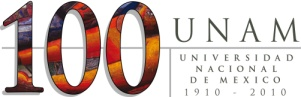 100 UNAM
UNIVERSIDAD
NACIONAL
DE MEXICO
1910 - 2010